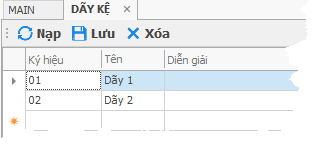 MAIN DÃY KỆ
Nạp Lưu Xóa
Ký hiệu Tên Diễn giải
01 Dãy 1
02 Dãy 2